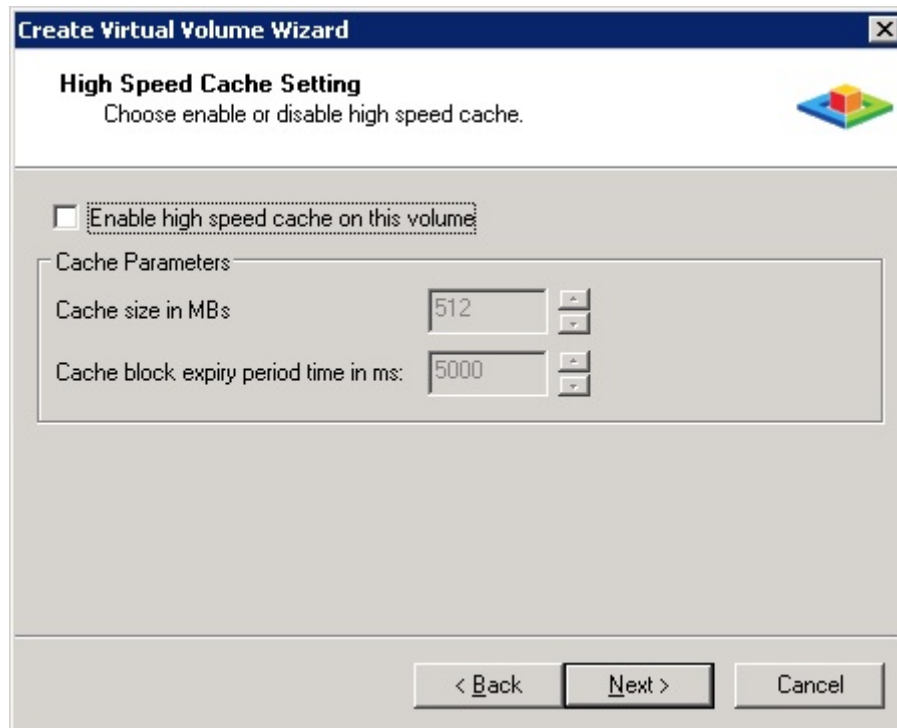 Create Virtual Volume Wizard
High Speed Cache Setting
Choose enable or disable high speed cache.
Enable high speed cache on this volume
Cache Parameters
Cache size in MBs
512
Cache block expiry period time in ms:
5000
< Back
Next >
Cancel